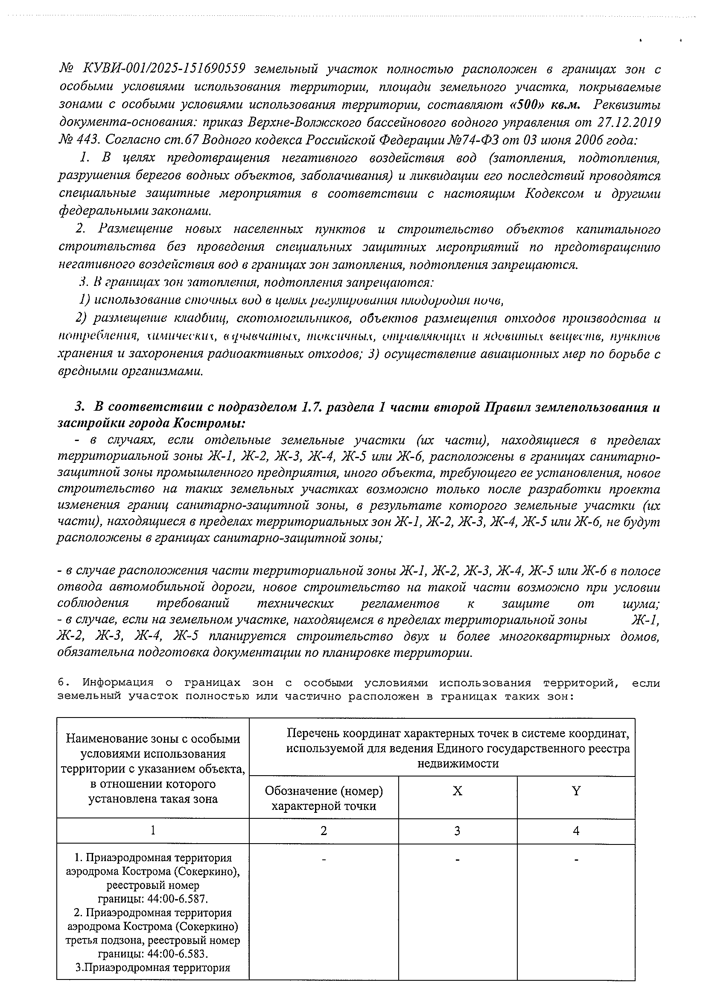 № КУВИ-001/2025-151690559 земельный участок полностью расположен в границах зон с
особыми условиями использования территории, площади земельного участка, покрываемые
зонами с особыми условиями использования территории, составляют «500» кв.м. Реквизиты
документа-основания: приказ Верхне-Волжского бассейнового водного управления от 27.12.2019
№ 443. Согласно ст.67 Водного кодекса Российской Федерации №74-ФЗ от 03 июня 2006 года:
1. В целях предотвращения негативного воздействия вод (затопления, подтопления,
разрушения берегов водных объектов, заболачивания) и ликвидации его последствий проводятся
специальные защитные мероприятия в соответствии с настоящим Кодексом и другими
федеральными законами.
2. Размещение новых населенных пунктов и строительство объектов капитального
строительства без проведения специальных защитных мероприятий по предотвращению
негативного воздействия вод в границах зон затопления, подтопления запрещаются.
3. В границах зон затопления, подтопления запрещаются:
1) использование сточных вод в целях регулирования плодородия почв,
2) размещение кладбищ, скотомогильников, объектов размещения отходов производства и
потребления, химических, взрывчатых, токсичных, отравляющих и ядовитых веществ, пунктов
хранения и захоронения радиоактивных отходов; 3) осуществление авиационных мер по борьбе с
вредными организмами.
3. В соответствии с подразделом 1.7. раздела 1 части второй Правил землепользования и
застройки города Костромы:
- в случаях, если отдельные земельные участки (их части), находящиеся в пределах
территориальной зоны Ж-1, Ж-2, Ж-3, Ж-4, Ж-5 или Ж-6, расположены в границах санитарно-
защитной зоны промышленного предприятия, иного объекта, требующего ее установления, новое
строительство на таких земельных участках возможно только после разработки проекта
изменения границ санитарно-защитной зоны, в результате которого земельные участки (их
части), находящиеся в пределах территориальных зон Ж-1, Ж-2, Ж-3, Ж-4, Ж-5 или Ж-6, не будут
расположены в границах санитарно-защитной зоны;
- в случае расположения части территориальной зоны Ж-1, Ж-2, Ж-3, Ж-4, Ж-5 или Ж-6 в полосе
отвода автомобильной дороги, новое строительство на такой части возможно при условии
соблюдения требований технических регламентов к защите от шума;
- в случае, если на земельном участке, находящемся в пределах территориальной зоны Ж-1,
Ж-2, Ж-3, Ж-4, Ж-5 планируется строительство двух и более многоквартирных домов,
обязательна подготовка документации по планировке территории.
6. Информация о границах зон с особыми условиями использования территорий, если
земельный участок полностью или частично расположен в границах таких зон:
Наименование зоны с особыми
условиями использования
территории с указанием объекта,
в отношении которого
установлена такая зона
Перечень координат характерных точек в системе координат,
используемой для ведения Единого государственного реестра
недвижимости
Обозначение (номер)
характерной точки
X
Y
1
2
3
4
1. Приаэродромная территория
аэродрома Кострома (Сокеркино),
реестровый номер
границы: 44:00-6.587.
2. Приаэродромная территория
аэродрома Кострома (Сокеркино)
третья подзона, реестровый номер
границы: 44:00-6.583.
3.Приаэродромная территория
-
-
-